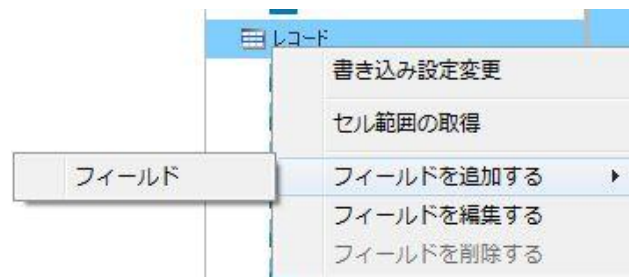 レコード
書き込み設定変更
セル範囲の取得
フィールド
フィールドを追加する
フィールドを編集する
フィールドを削除する